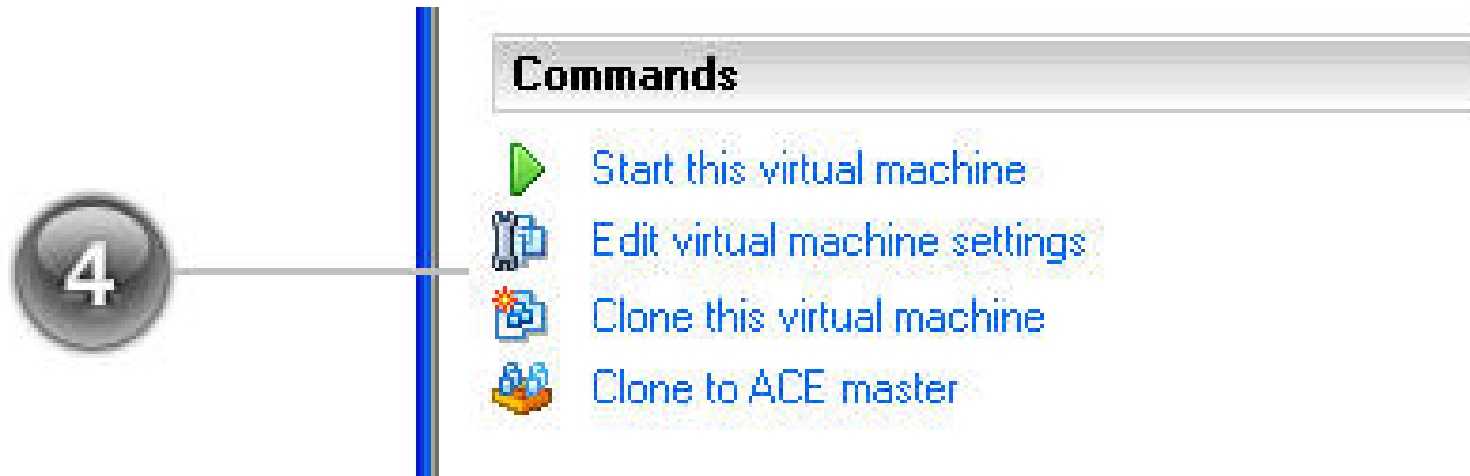 Commands
Start this virtual machine
Edit virtual machine settings
4
Clone this virtual machine
Clone to ACE master